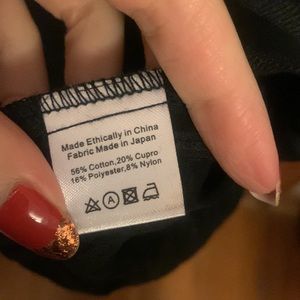 Made Ethically in China
Fabric Made in Japan
56% Cotton,20% Cupro
16% Polyester,8% Nylon
A